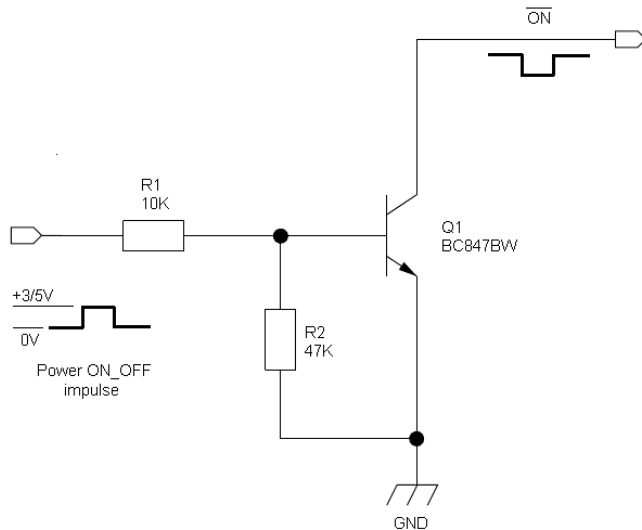 ON
R1
10K
Q1
BC847BW
+3/5V
0V
R2
47K
Power ON_OFF
impulse
GND